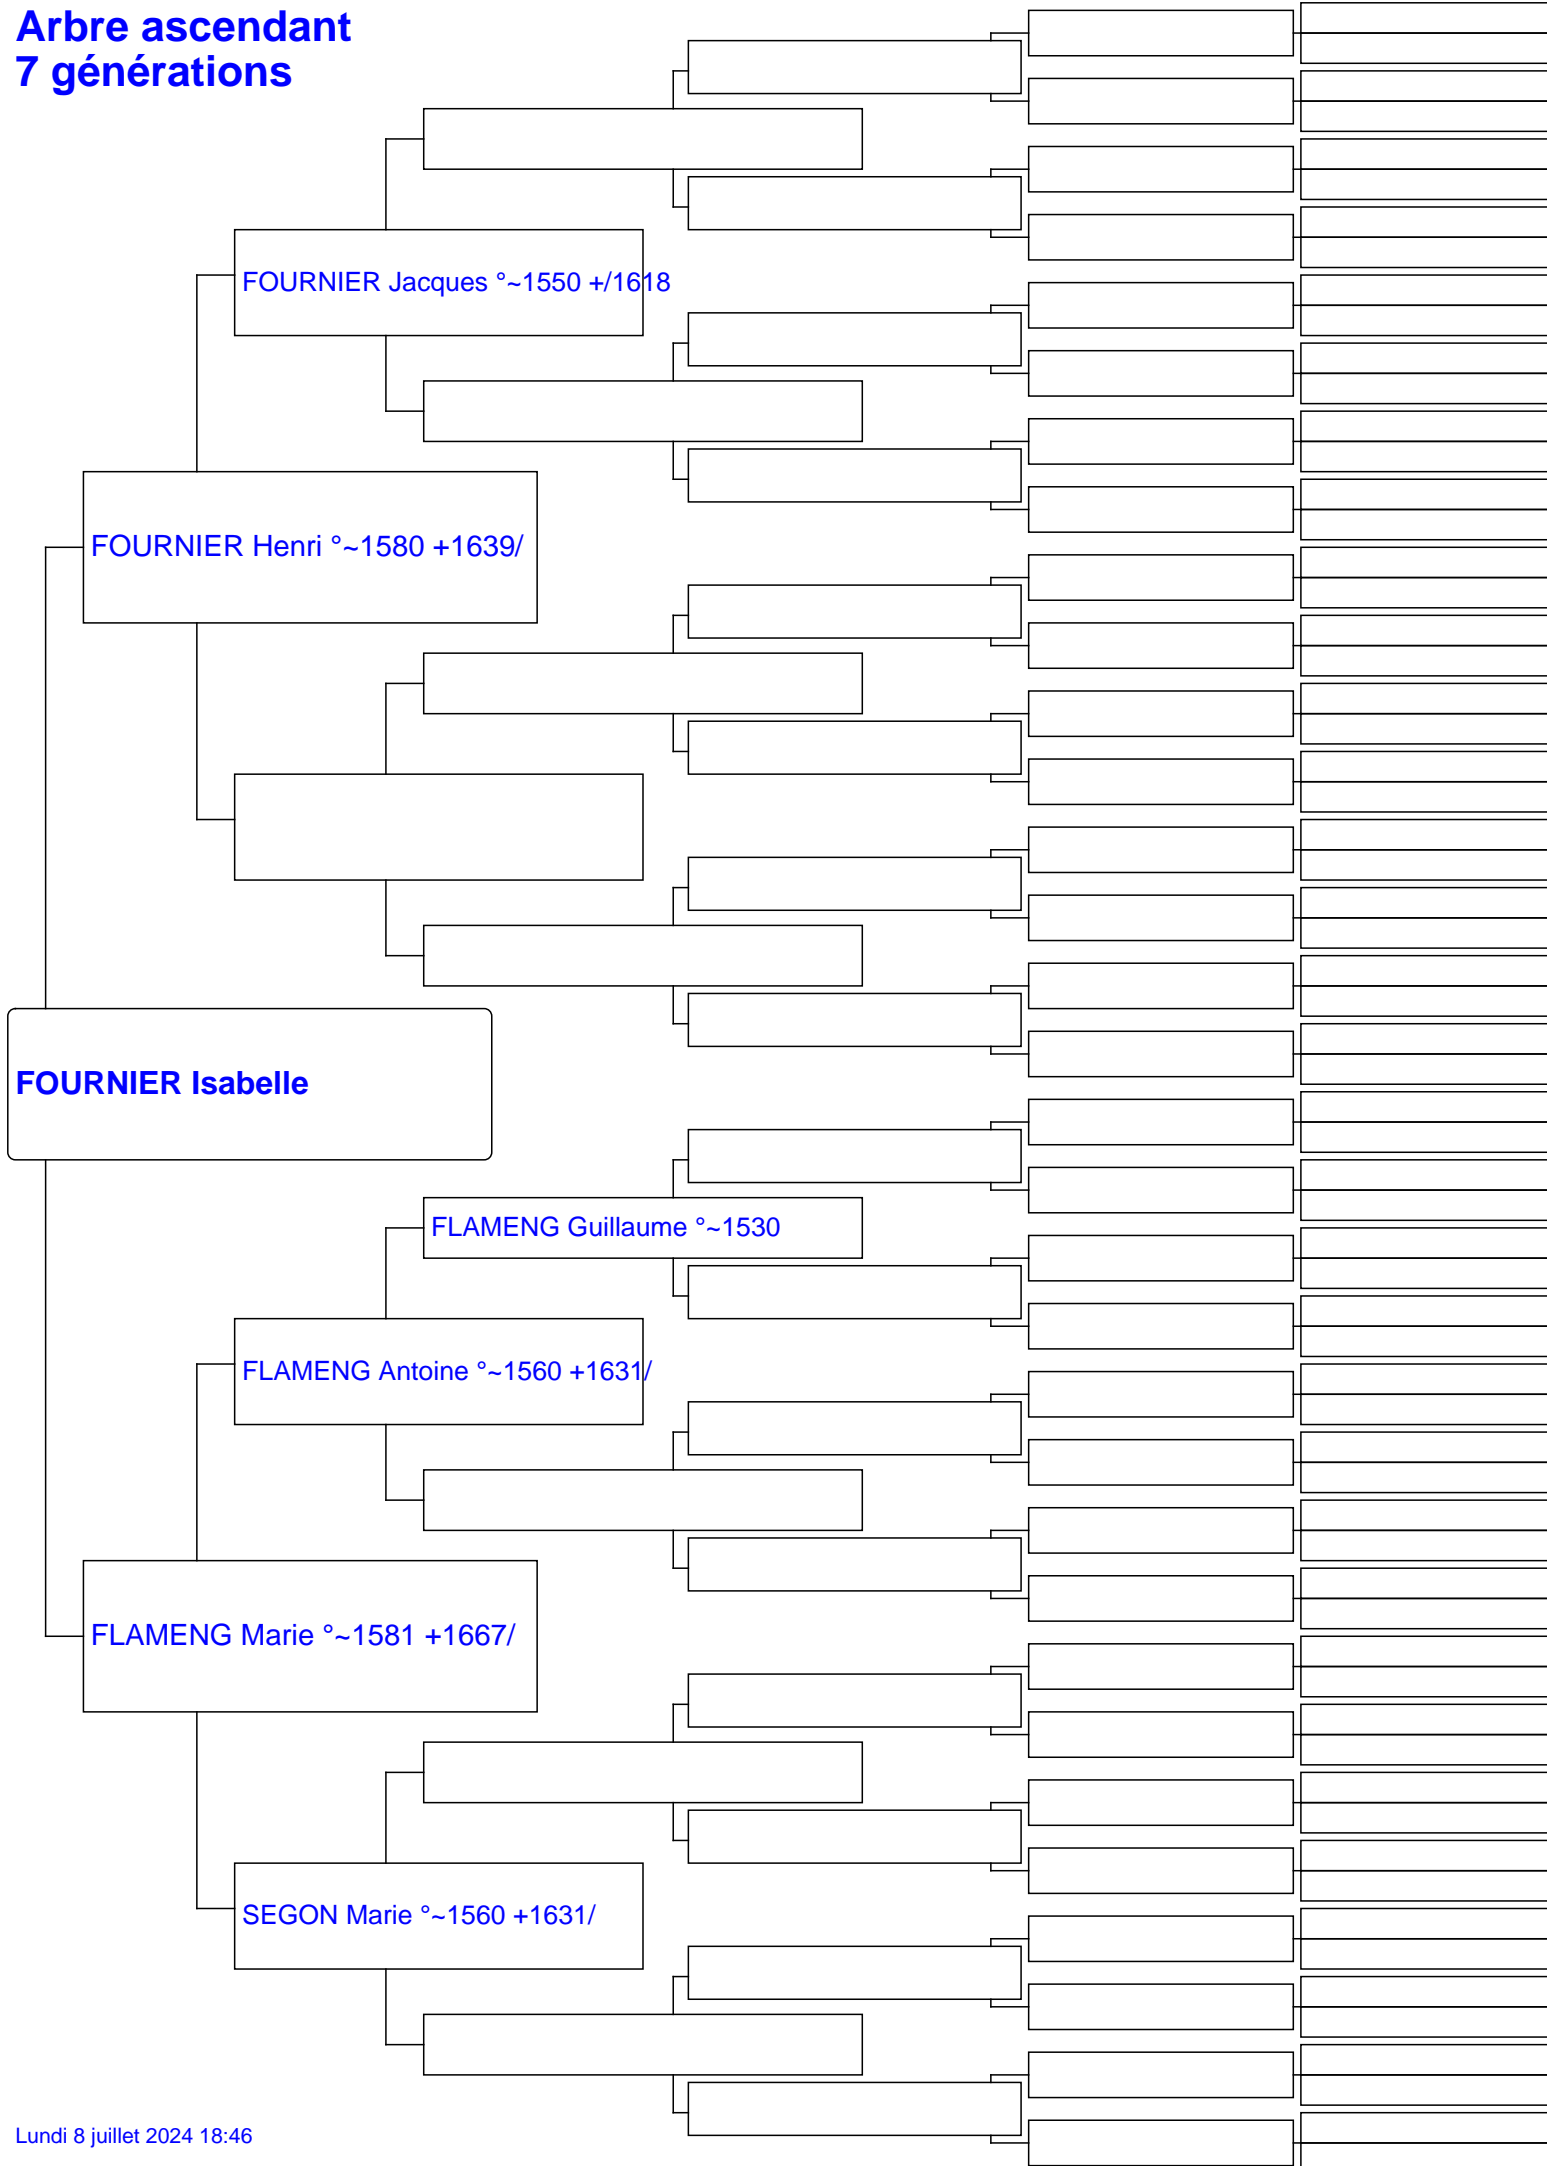 Arbre ascendant
7 générations
FOURNIER Jacques °~1550 +/1618
FOURNIER Henri °~1580 +1639/
FOURNIER Isabelle
FLAMENG Guillaume °~1530
FLAMENG Antoine °~1560 +1631/
FLAMENG Marie °~1581 +1667/
SEGON Marie °~1560 +1631/
Lundi 8 juillet 2024 18:46